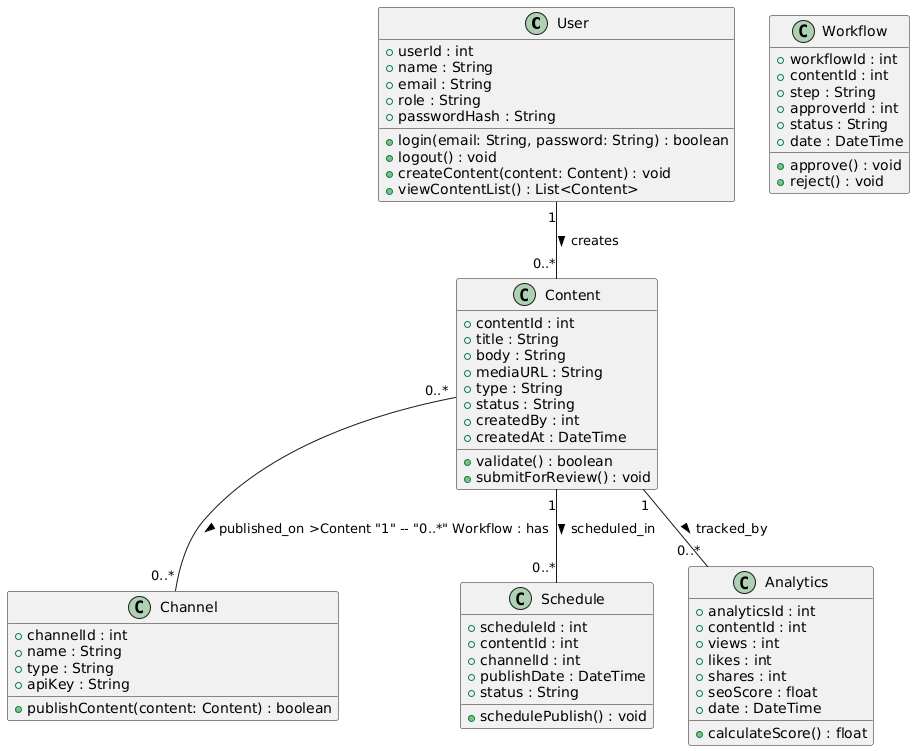 C User
+ userId : int
+ name : String
+ email : String
+ role : String
+ passwordHash : String
login(email: String, password: String) : boolean
logout() : void
createContent(content: Content) : void
viewContentList() : List<Content>
C Workflow
workflowId : int
contentId : int
step : String
approverId : int
status : String
date : DateTime
approve() : void
reject() : void
1
creates
0..*
C Content
contentId : int
title : String
body : String
mediaURL : String
type : String
status : String
createdBy : int
createdAt : DateTime
validate() : boolean
submitForReview() : void
0..*
published_on >Content "1" -- "0..*" Workflow : has
0..*
1
scheduled_in
0..*
1
tracked_by
0..*
C Channel
channelId : int
name : String
type : String
apiKey : String
publishContent(content: Content) : boolean
C Schedule
scheduleId : int
contentId : int
channelId : int
publishDate : DateTime
status : String
schedulePublish() : void
C Analytics
analyticsId : int
contentId : int
views : int
likes : int
shares : int
seoScore : float
date : DateTime
calculateScore() : float